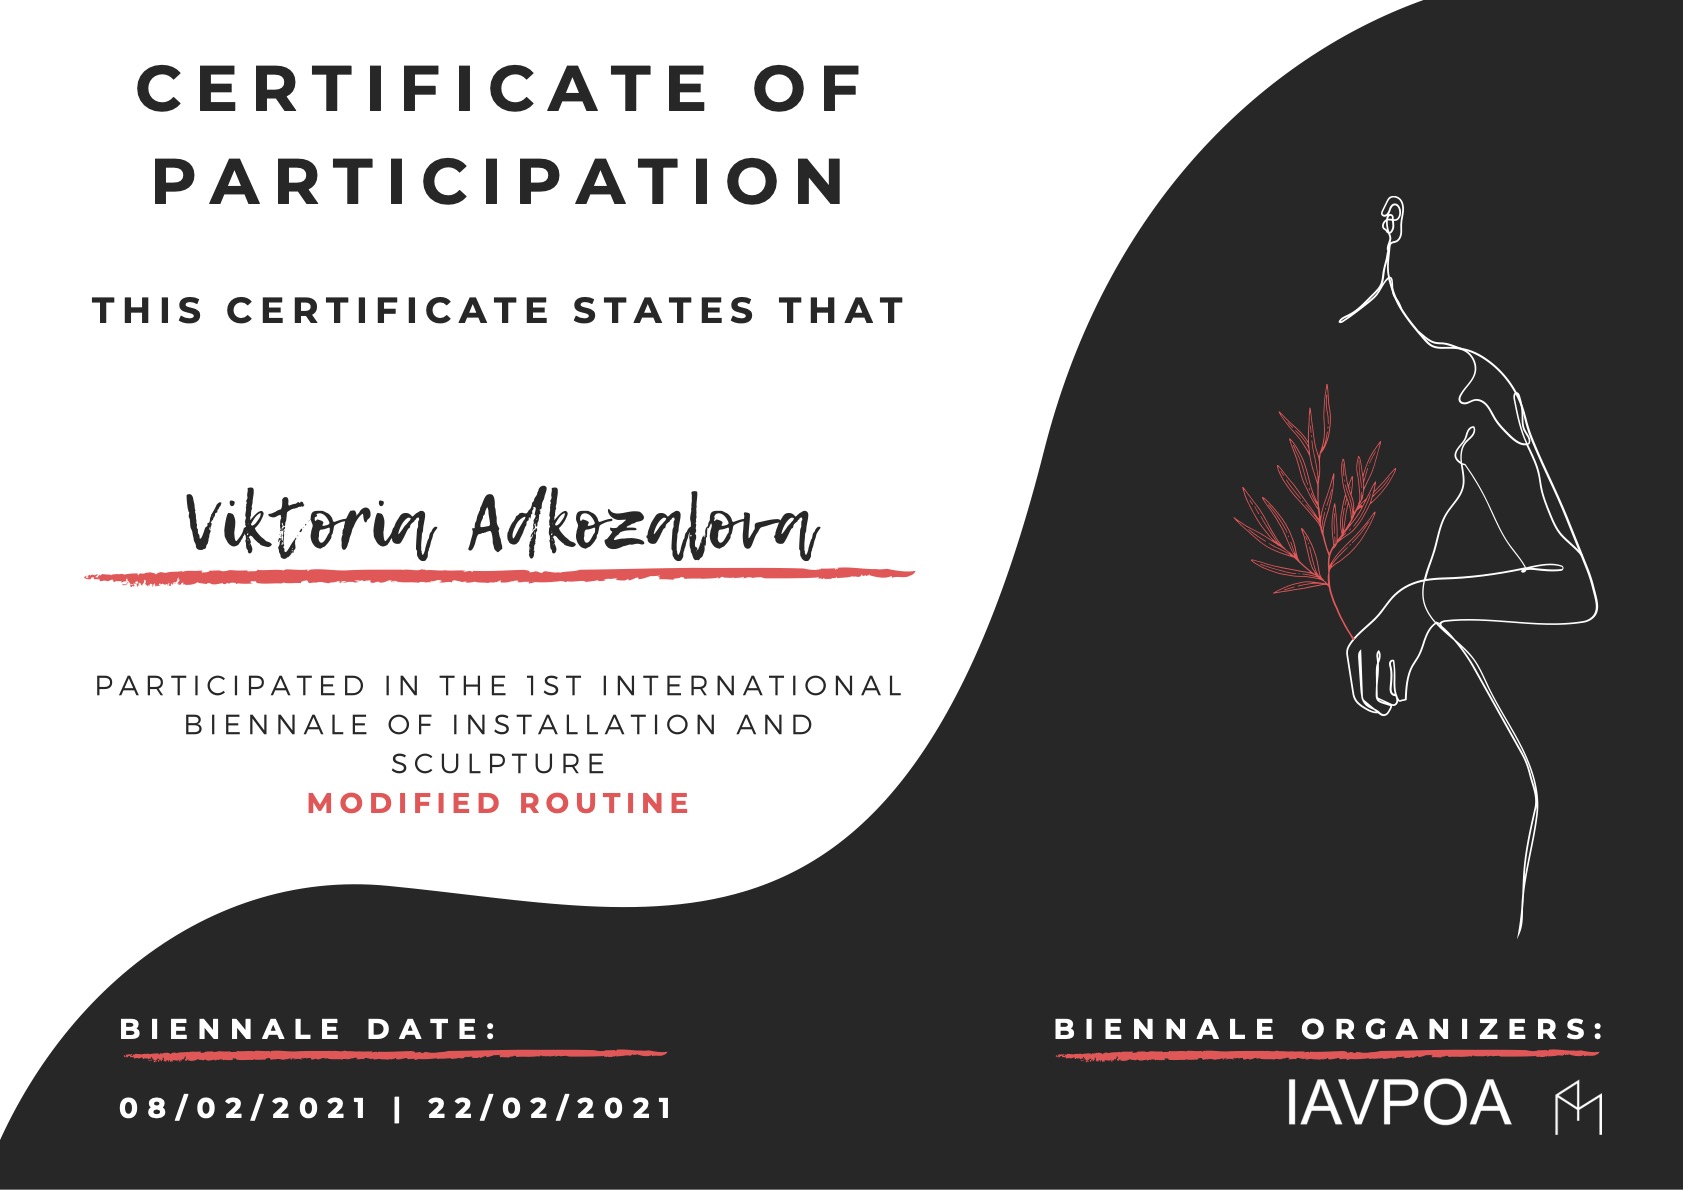 CERTIFICATE OF
PARTICIPATION
THIS CERTIFICATE STATES THAT
Viktoria Adkozalova
PARTICIPATED IN THE 1ST INTERNATIONAL
BIENNALE OF INSTALLATION AND
SCULPTURE
MODIFIED ROUTINE
BIENNALE DATE:
08/02/2021 | 22/02/2021
BIENNALE ORGANIZERS:
IAVPOA